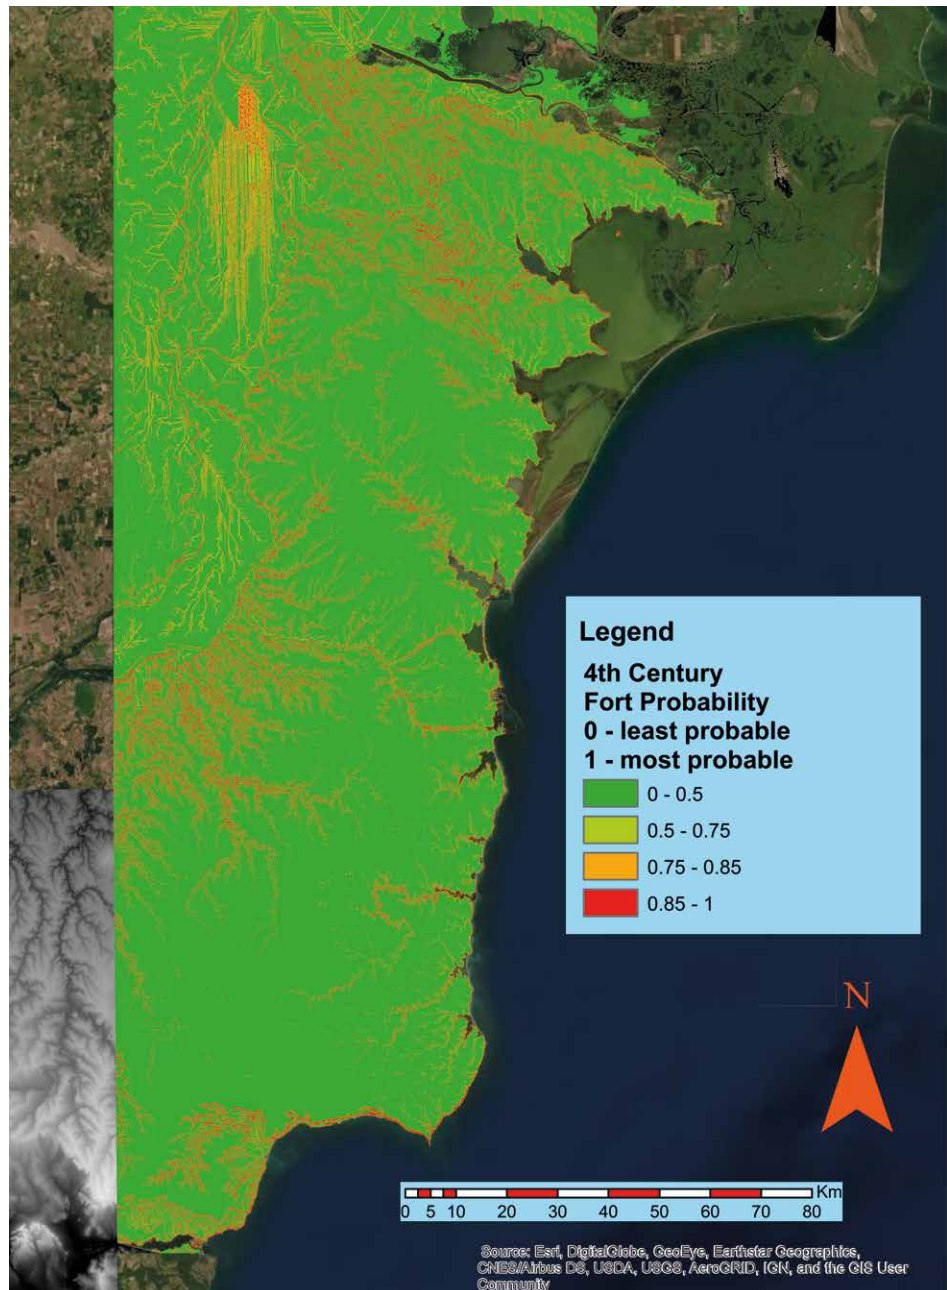 Legend
4th Century
Fort Probability
0 - least probable
1 - most probable
0 - 0.5
0.5 - 0.75
0.75 - 0.85
0.85 - 1
N
Km
0 5 10 20 30 40 50 60 70 80
Source: Esri, DigitalGlobe, GeoEye, Earthstar Geographics,
CNES/Airbus DS, USDA, USGS, AeroGRID, IGN, and the GIS User
Community